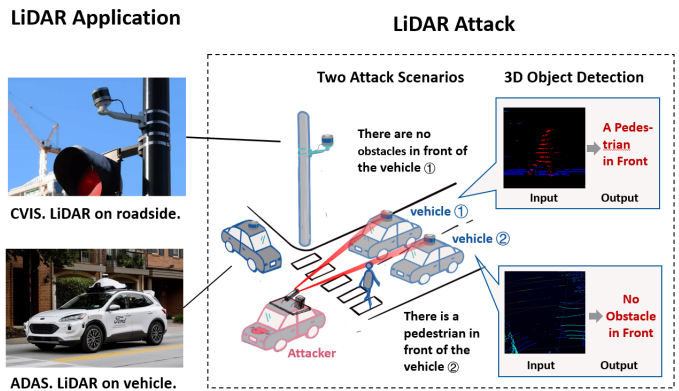 LiDAR Application
LiDAR Attack
CVIS. LiDAR on roadside.
Ford
ADAS. LiDAR on vehicle.
Two Attack Scenarios
3D Object Detection
There are no
obstacles in front of
the vehicle ①
vehicle ①
vehicle ②
Attacker
There is a
pedestrian in
front of the
vehicle ②
A Pedes-
trian
in Front
Input
Output
No
Obstacle
in Front
Input
Output